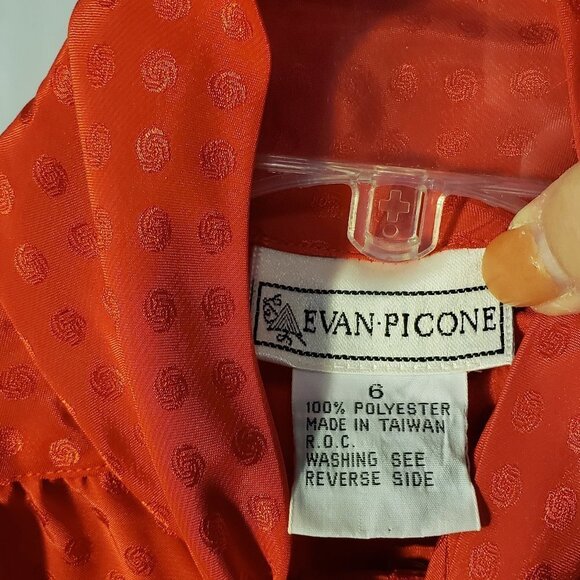 EVAN·PICONE
6
100% POLYESTER
MADE IN TAIWAN
R.O.C.
WASHING SEE
REVERSE SIDE